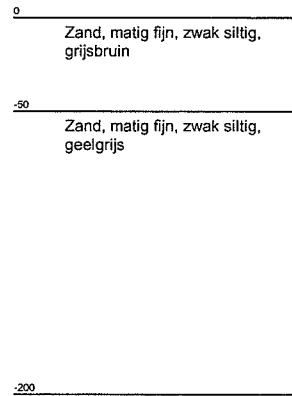 0
Zand, matig fijn, zwak siltig,
grijsbruin
-50
Zand, matig fijn, zwak siltig,
geelgrijs
-200